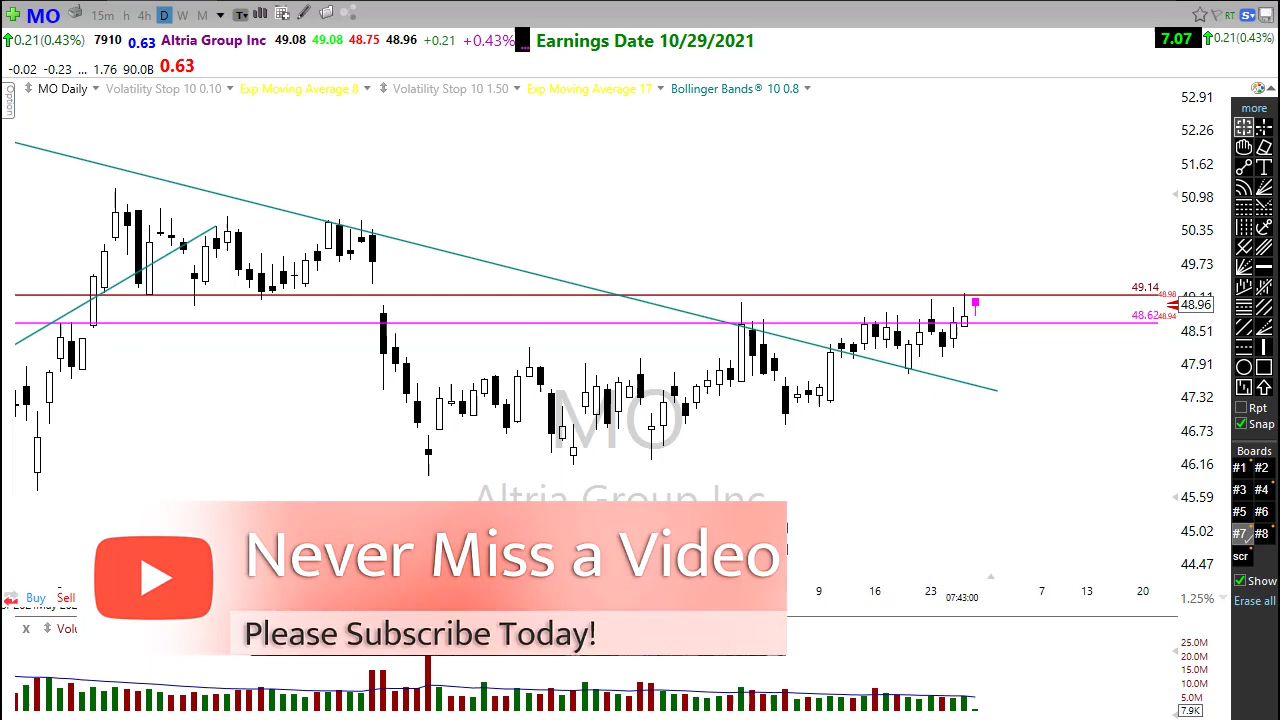 MO 15m h 4h D W M T
RT S
0.21(0.43%) 7910 0.63 Altria Group Inc 49.08 49.08 48.75 48.96 +0.21 +0.43% Earnings Date 10/29/2021 7.07 0.21(0.43%)
-0.02 -0.23 ... 1.76 90.0B 0.63
Option
MO Daily Volatility Stop 10 0.10 Exp Moving Average 8 Volatility Stop 10 1.50 Exp Moving Average 17 Bollinger Bands® 10 0.8
52.91
52.26
51.62
50.98
50.35
49.73
49.14 48.98
48.96
48.62 48.94
48.51
47.91
47.32
46.73
46.16
45.59
45.02
44.47
MO
Altria Group Inc
more
Rpt
Snap
Boards
#1 #2
#3 #4
#5 #6
#7 #8
scr
Show
Erase all
Never Miss a Video
Please Subscribe Today!
Buy Sell
9 16 23 07:43:00 7 13 20
1.25%
x Volu
25.0M
20.0M
15.0M
10.0M
5.0M
7.9K